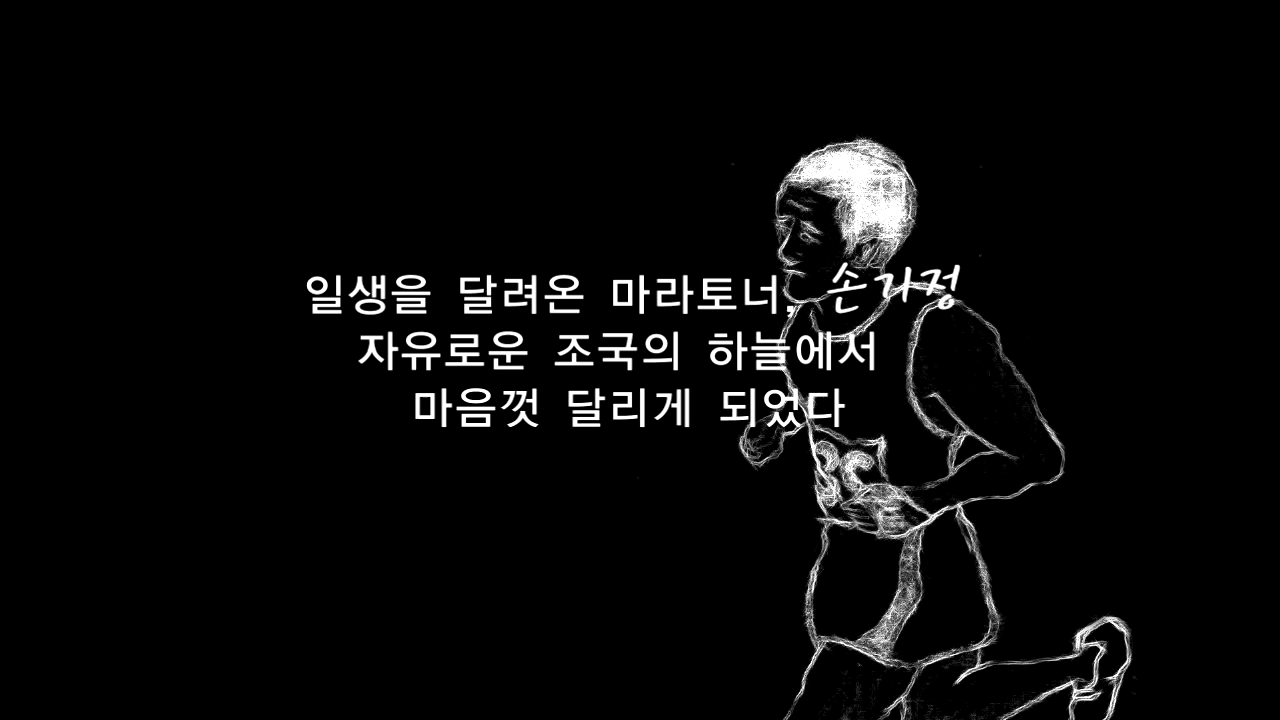 일생을 달려온 마라토너, 손기정
자유로운 조국의 하늘에서
마음껏 달리게 되었다